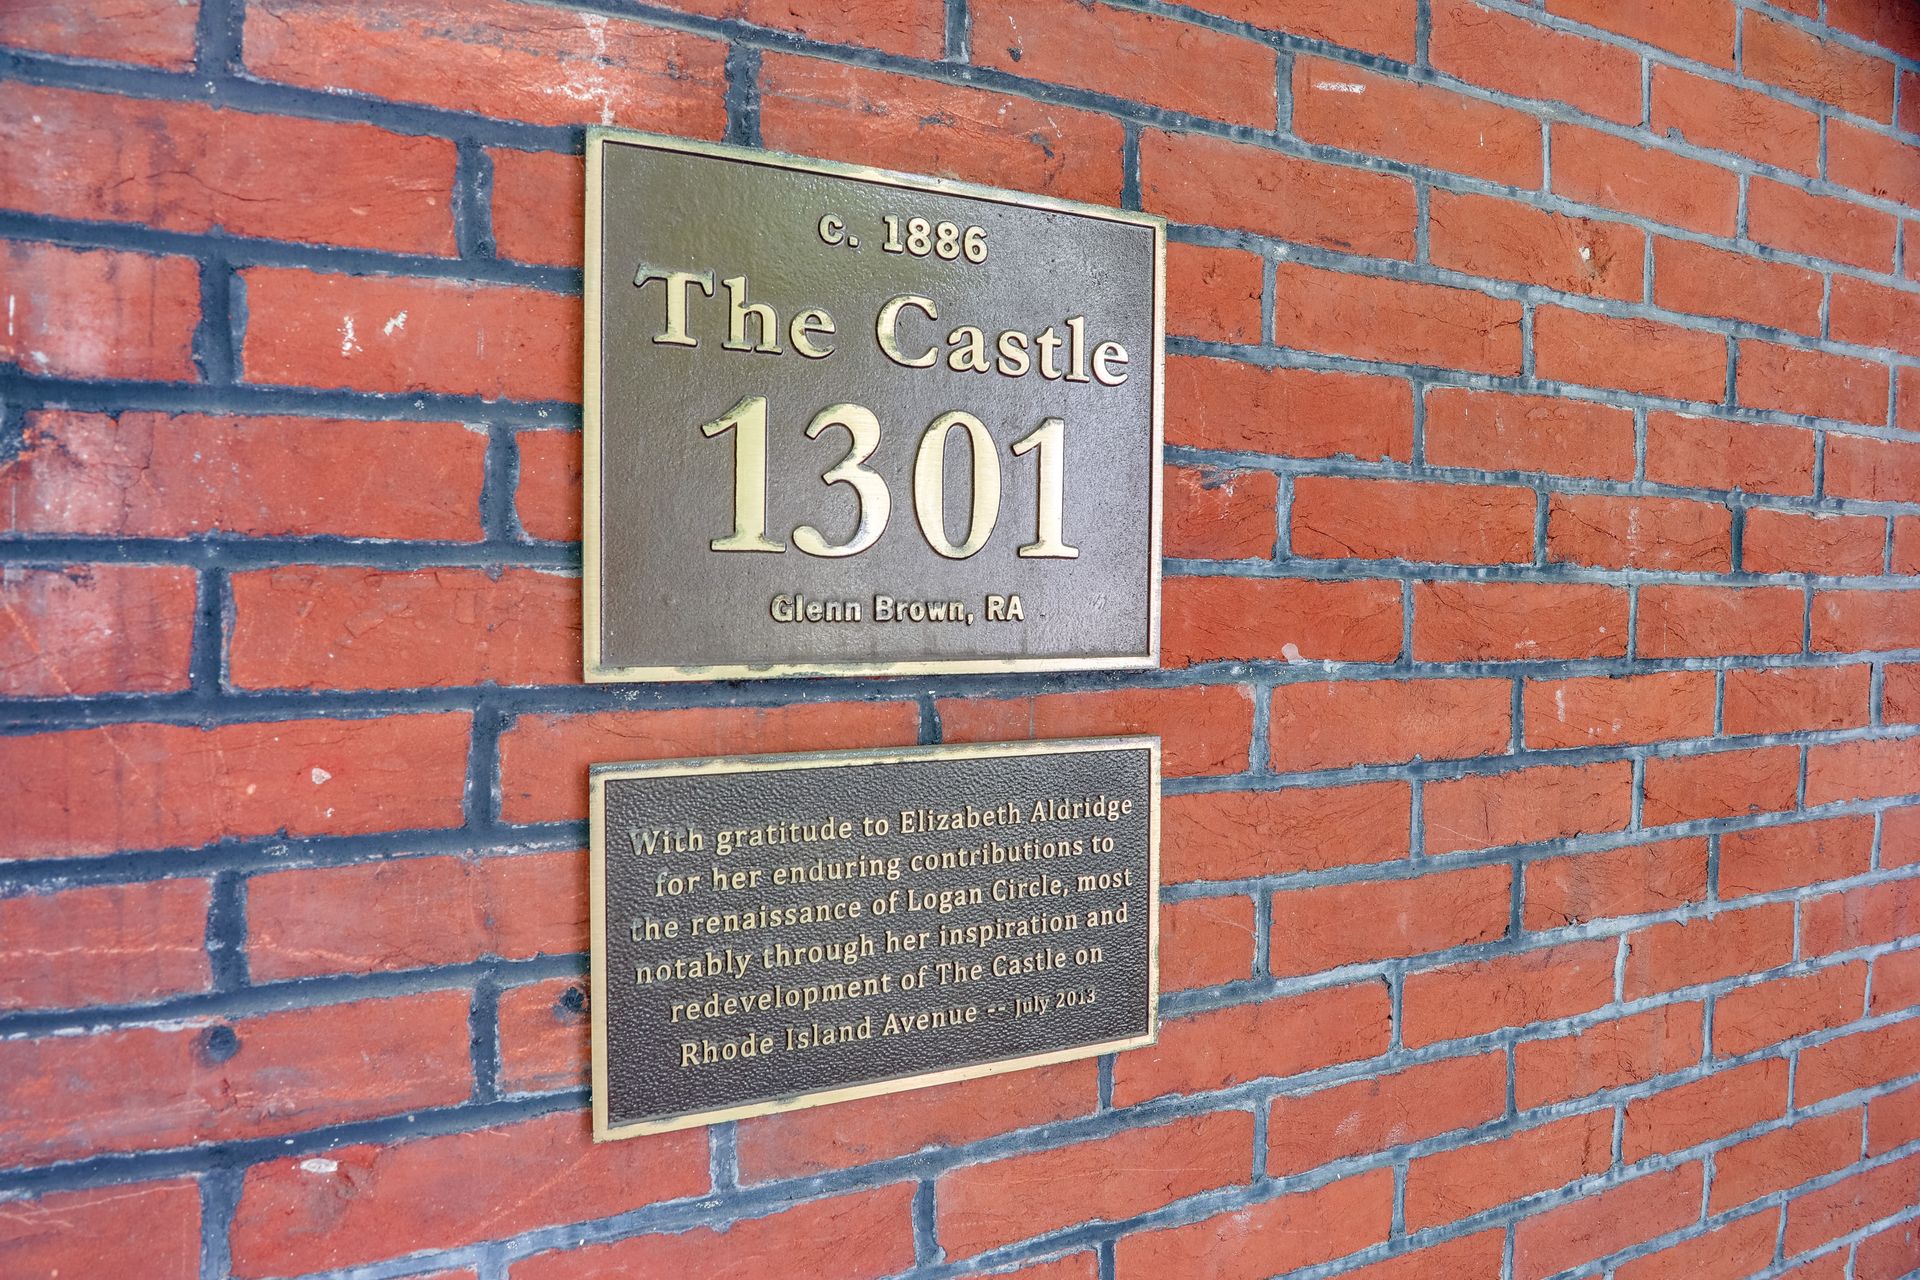 c. 1886
The Castle
1301
Glenn Brown, RA
With gratitude to Elizabeth Aldridge
for her enduring contributions to
the renaissance of Logan Circle, most
notably through her inspiration and
redevelopment of The Castle on
Rhode Island Avenue -- July 2013